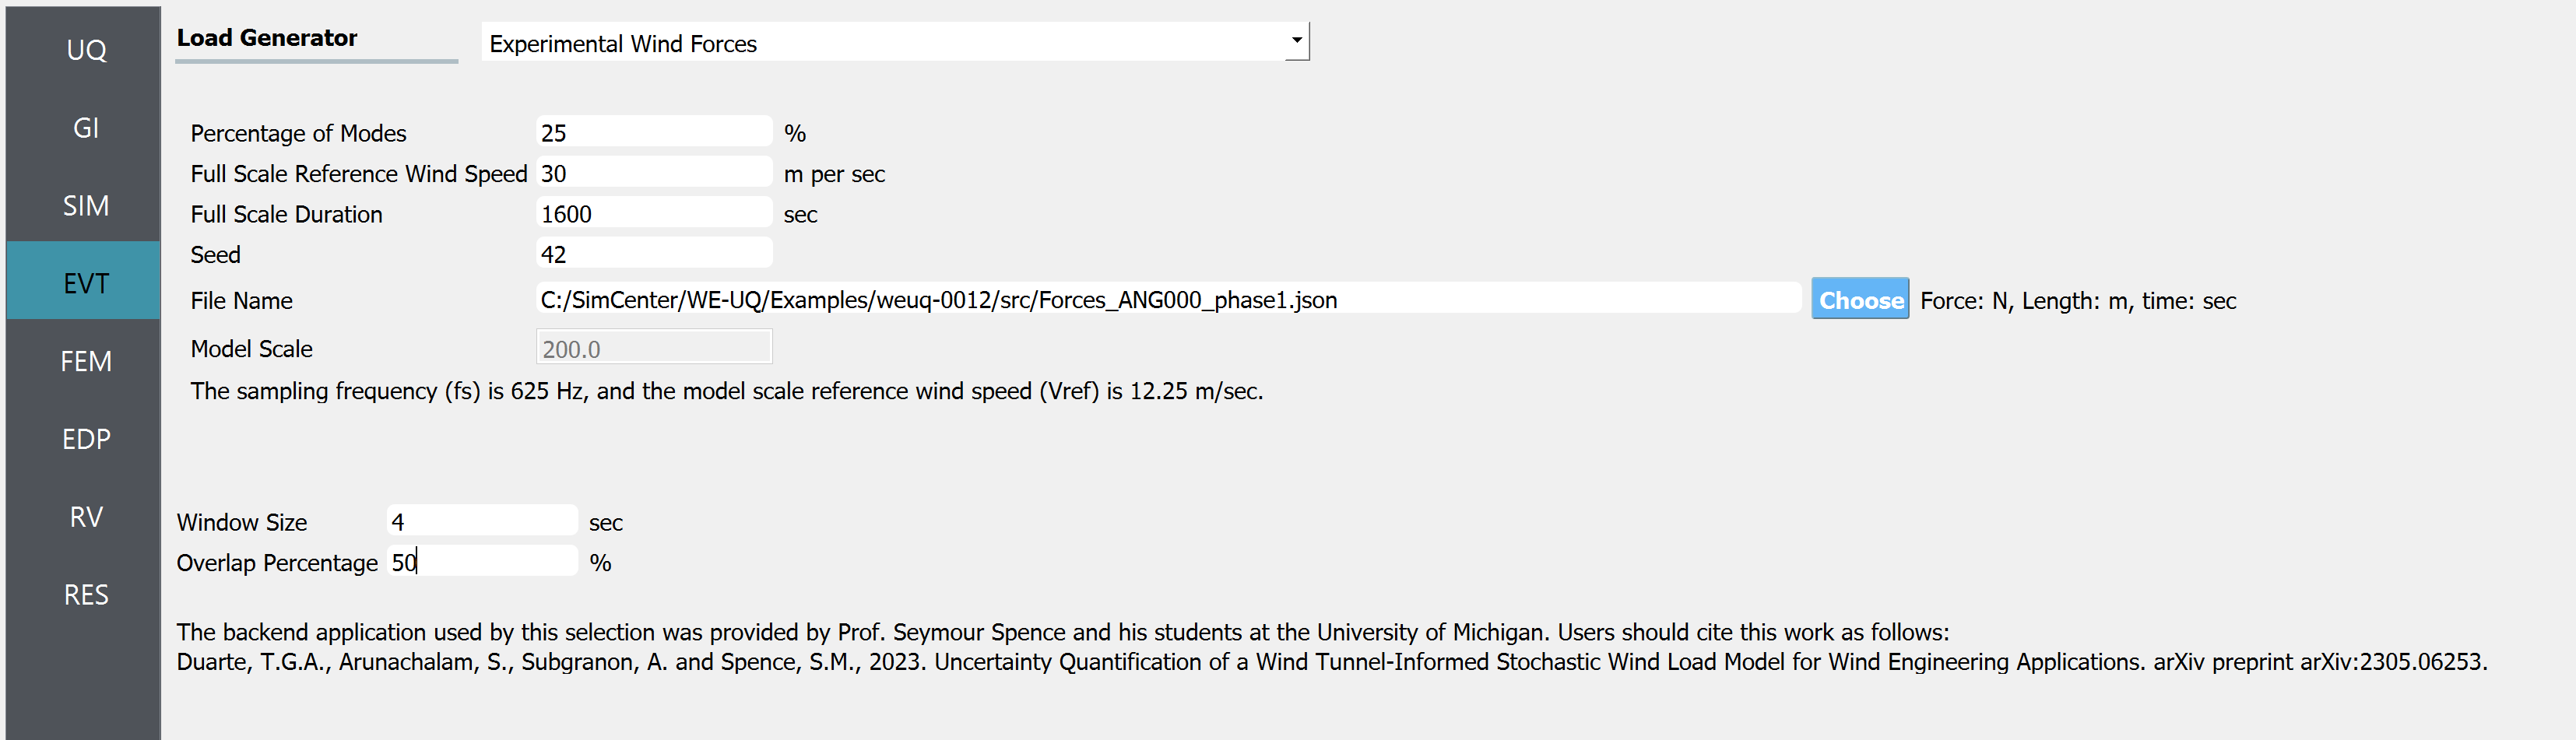 UQ
GI
SIM
EVT
FEM
EDP
RV
RES
Load Generator Experimental Wind Forces
Percentage of Modes 25 %
Full Scale Reference Wind Speed 30 m per sec
Full Scale Duration 1600 sec
Seed 42
File Name C:/SimCenter/WE-UQ/Examples/weuq-0012/src/Forces_ANG000_phase1.json Choose Force: N, Length: m, time: sec
Model Scale 200.0
The sampling frequency (fs) is 625 Hz, and the model scale reference wind speed (Vref) is 12.25 m/sec.
Window Size 4 sec
Overlap Percentage 50 %
The backend application used by this selection was provided by Prof. Seymour Spence and his students at the University of Michigan. Users should cite this work as follows:
Duarte, T.G.A., Arunachalam, S., Subgranon, A. and Spence, S.M., 2023. Uncertainty Quantification of a Wind Tunnel-Informed Stochastic Wind Load Model for Wind Engineering Applications. arXiv preprint arXiv:2305.06253.